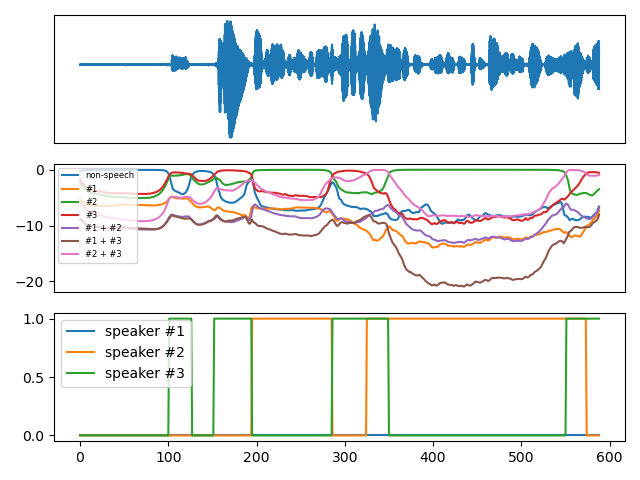 0
−10
−20
non-speech
#1
#2
#3
#1 + #2
#1 + #3
#2 + #3
1.0
0.5
0.0
speaker #1
speaker #2
speaker #3
0 100 200 300 400 500 600